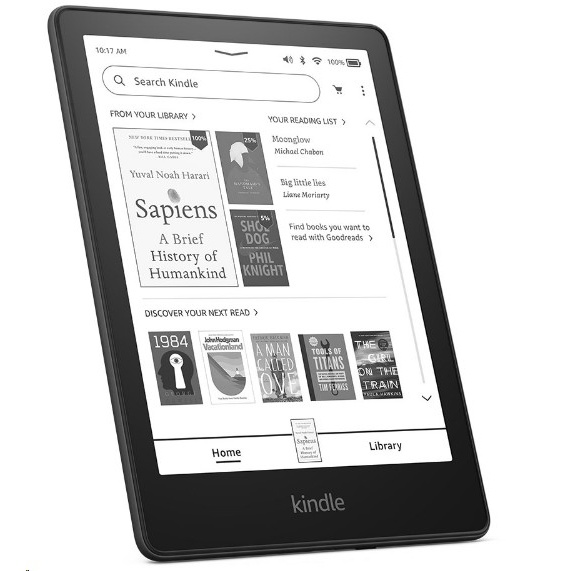 10:17 AM
100%
Search Kindle
FROM YOUR LIBRARY >
YOUR READING LIST >
NEW YORK TIMES BESTSELLER
100%
Yuval Noah Harari
Sapiens
A Brief
History of
Humankind
25%
THE
HANDMAID'S
TALE
5%
SHOE
DOG
PHIL
KNIGHT
Moonglow
Michael Chabon
Big little lies
Liane Moriarty
Find books you want to
read with Goodreads >
DISCOVER YOUR NEXT READ >
1984
John Hodgman
Vacationland
A MAN
CALLED
OVE
TOOLS OF
TITANS
TIM FERRISS
THE
GIRL
ON THE
TRAIN
PAULA HAWKINS
Home
Sapiens
Library
kindle